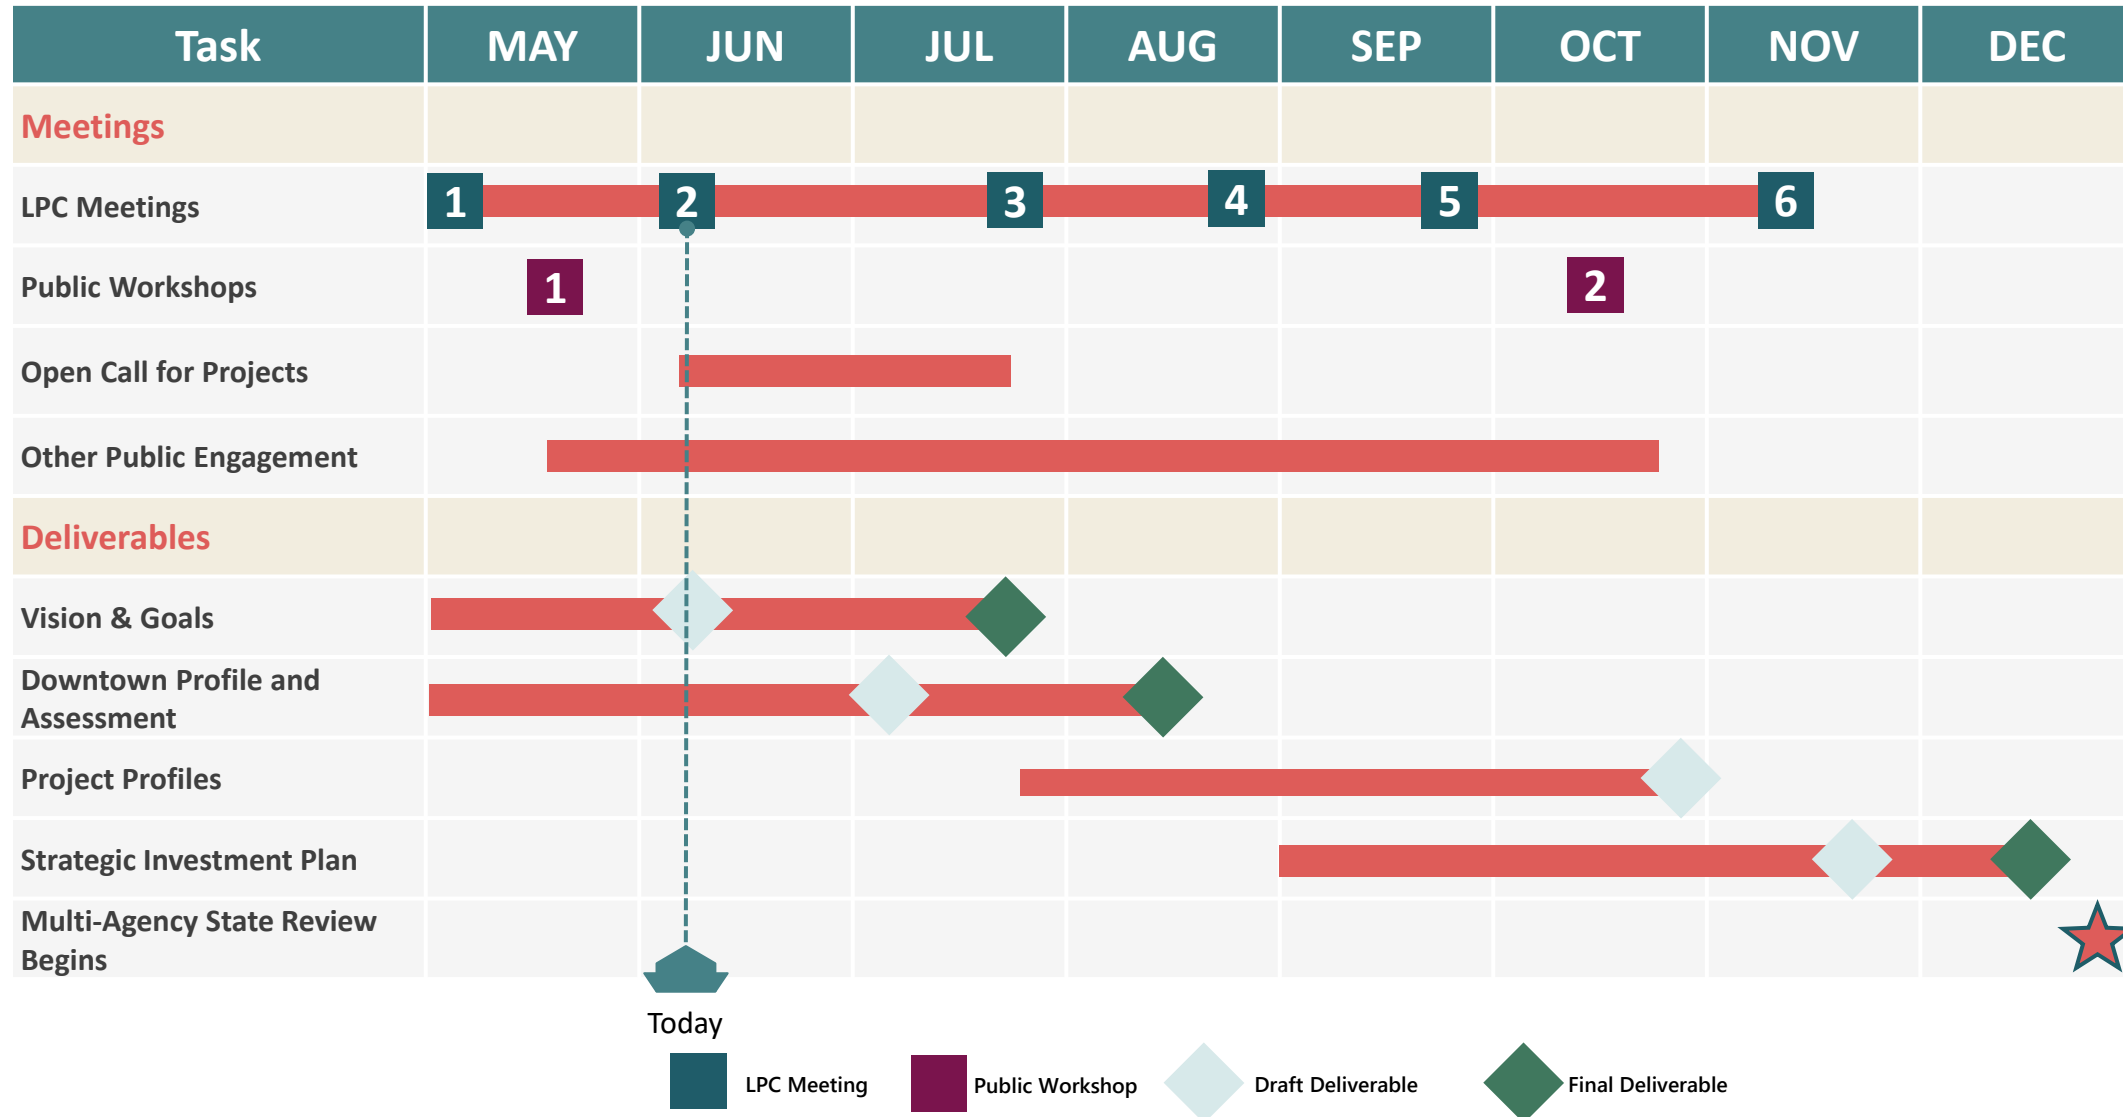 Task MAY JUN JUL AUG SEP OCT NOV DEC
Meetings
LPC Meetings 1 2 3 4 5 6
Public Workshops 1 2
Open Call for Projects
Other Public Engagement
Deliverables
Vision & Goals
Downtown Profile and
Assessment
Project Profiles
Strategic Investment Plan
Multi-Agency State Review
Begins
Today
LPC Meeting Public Workshop Draft Deliverable Final Deliverable